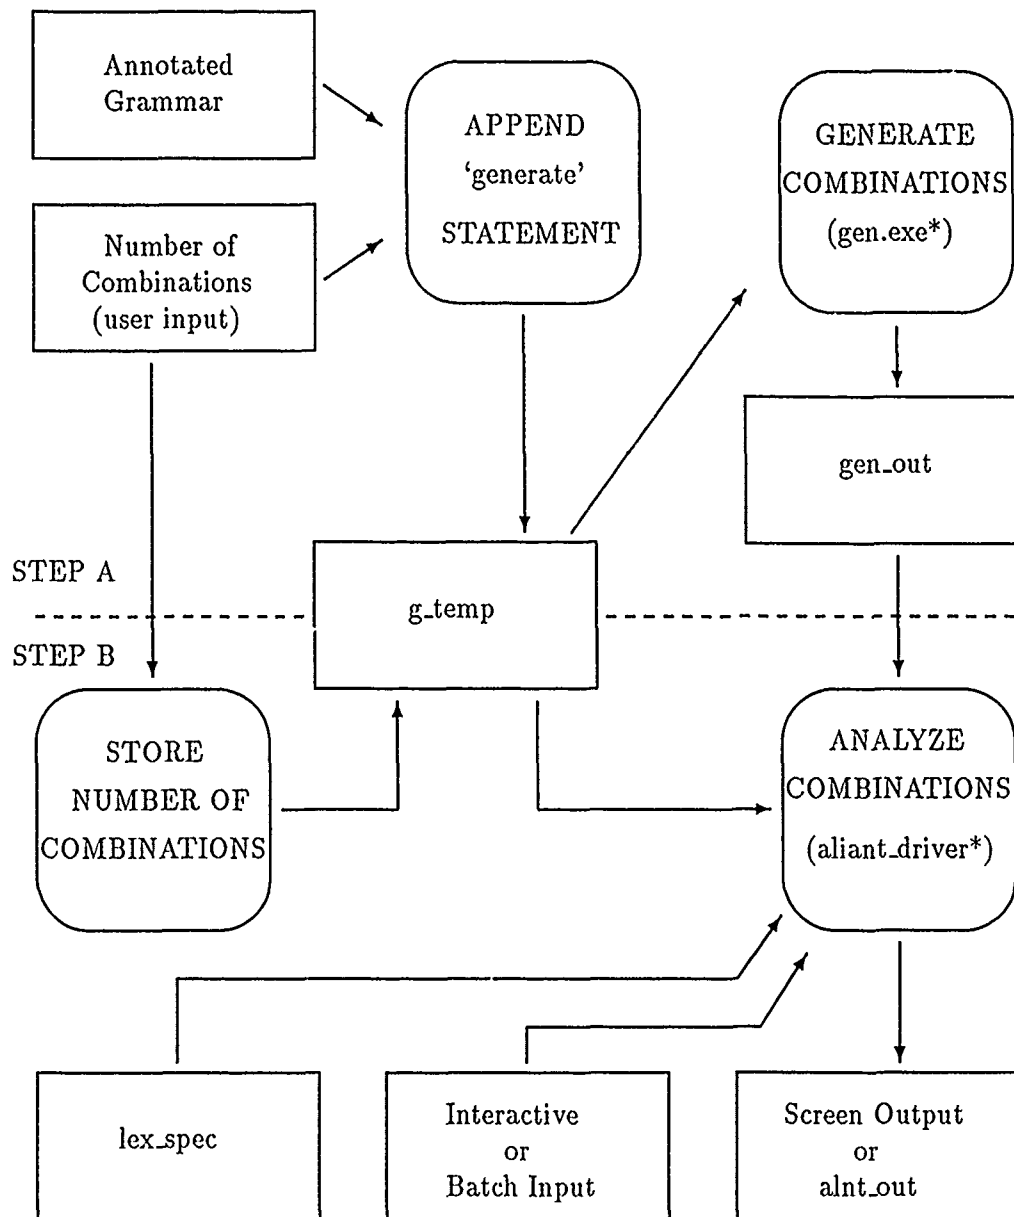 Annotated
Grammar
APPEND
‘generate’
STATEMENT
GENERATE
COMBINATIONS
(gen.exe*)
Number of
Combinations
(user input)
gen_out
STEP A
g_temp
STEP B
STORE
NUMBER OF
COMBINATIONS
ANALYZE
COMBINATIONS
(aliant_driver*)
lex_spec
Interactive
or
Batch Input
Screen Output
or
alnt_out